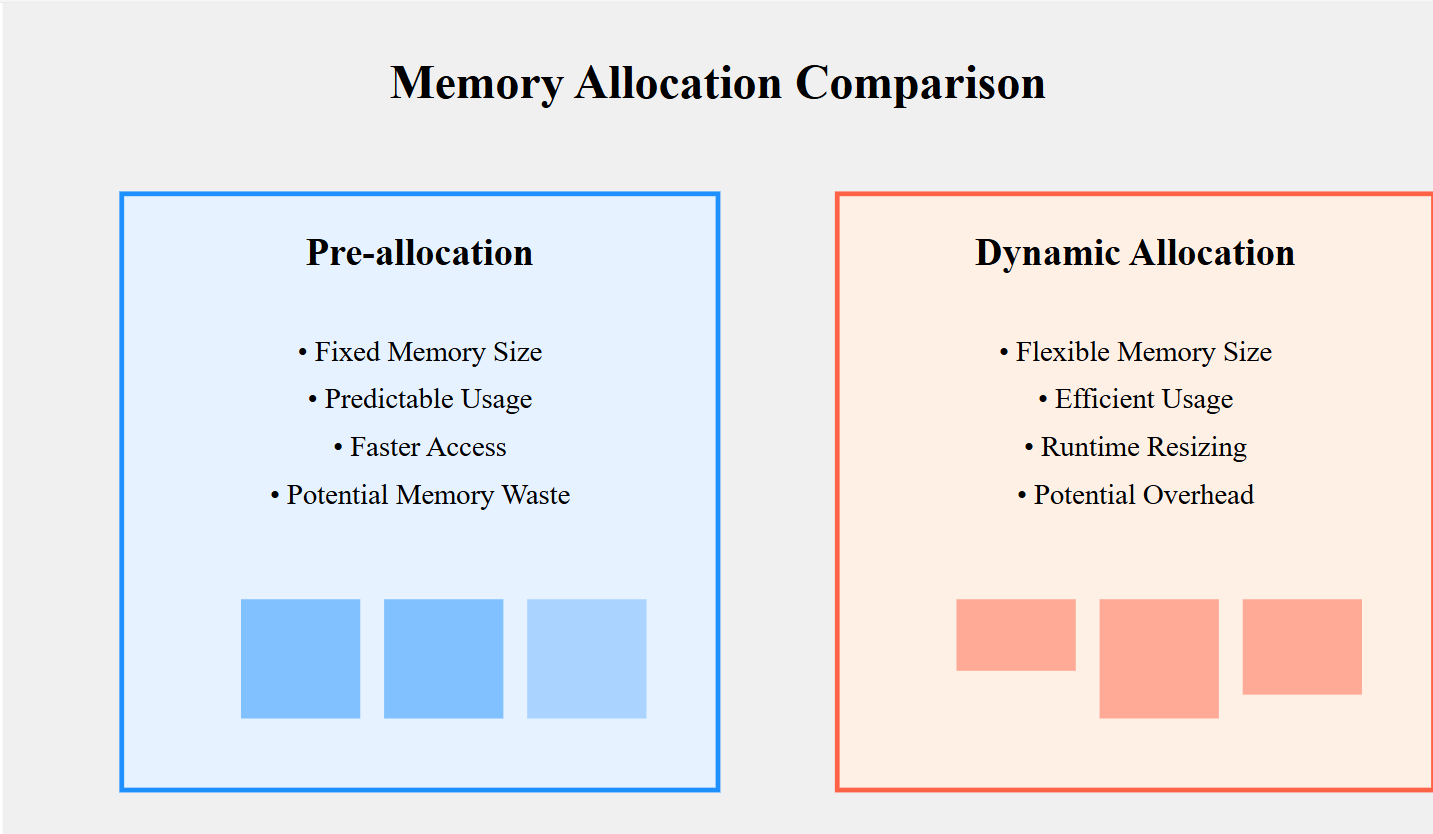 Memory Allocation Comparison
Pre-allocation
• Fixed Memory Size
• Predictable Usage
• Faster Access
• Potential Memory Waste
Dynamic Allocation
• Flexible Memory Size
• Efficient Usage
• Runtime Resizing
• Potential Overhead